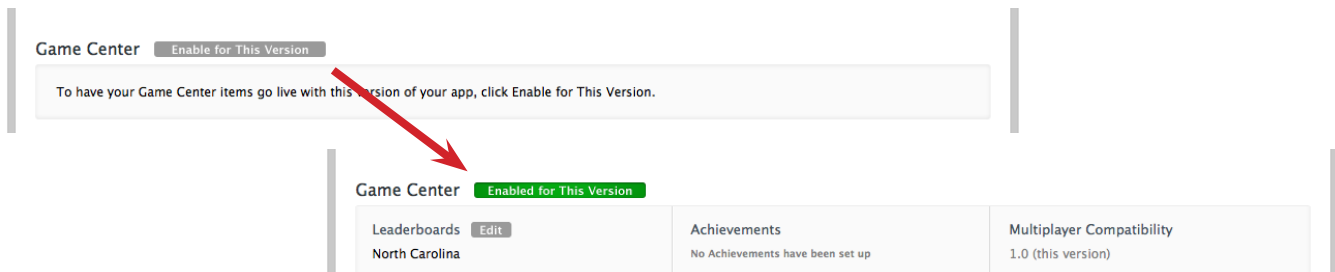 Game Center Enable for This Version
To have your Game Center items go live with this version of your app, click Enable for This Version.
Game Center Enabled for This Version
Leaderboards Edit Achievements Multiplayer Compatibility
North Carolina No Achievements have been set up 1.0 (this version)